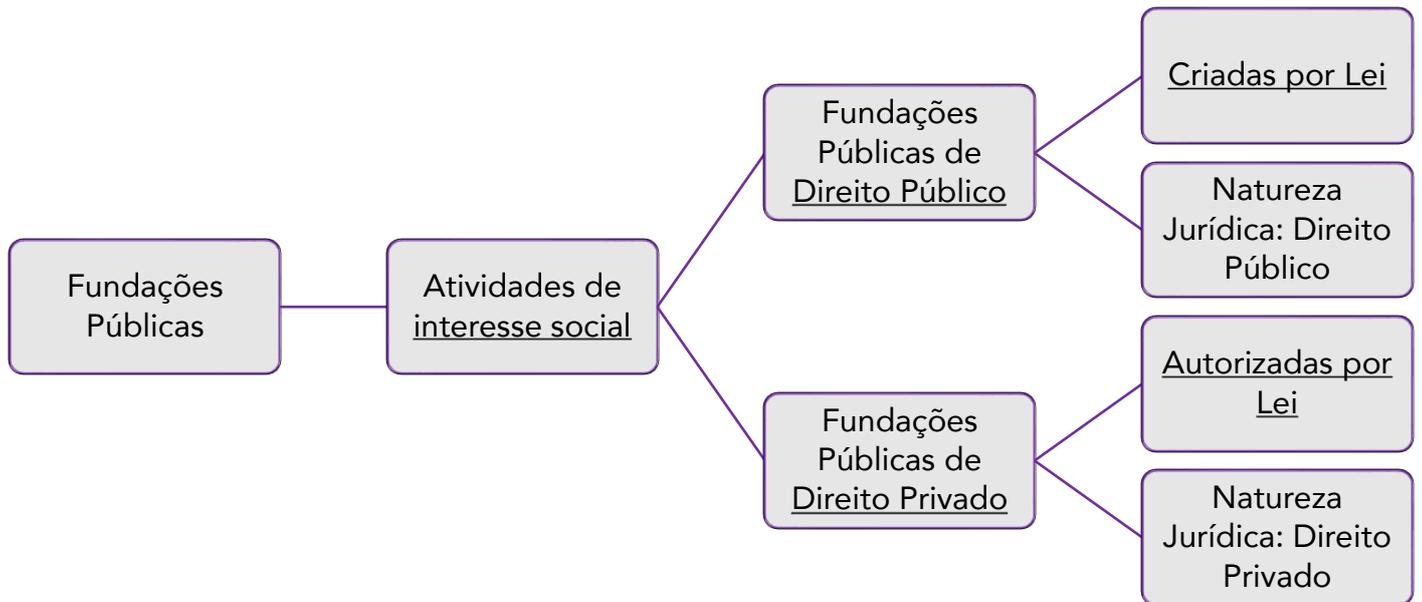 Fundações
Públicas
Atividades de
interesse social
Fundações
Públicas de
Direito Público
Criadas por Lei
Natureza
Jurídica: Direito
Público
Fundações
Públicas de
Direito Privado
Autorizadas por
Lei
Natureza
Jurídica: Direito
Privado